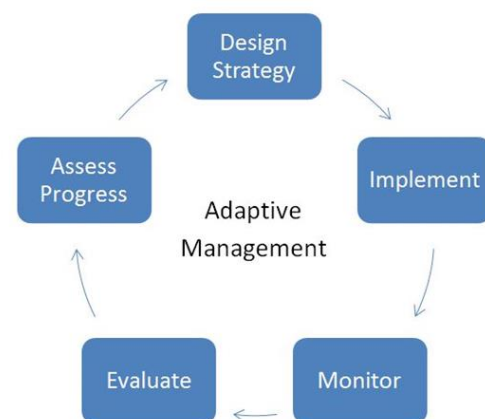 Design
Strategy
Implement
Monitor
Evaluate
Assess
Progress
Adaptive
Management